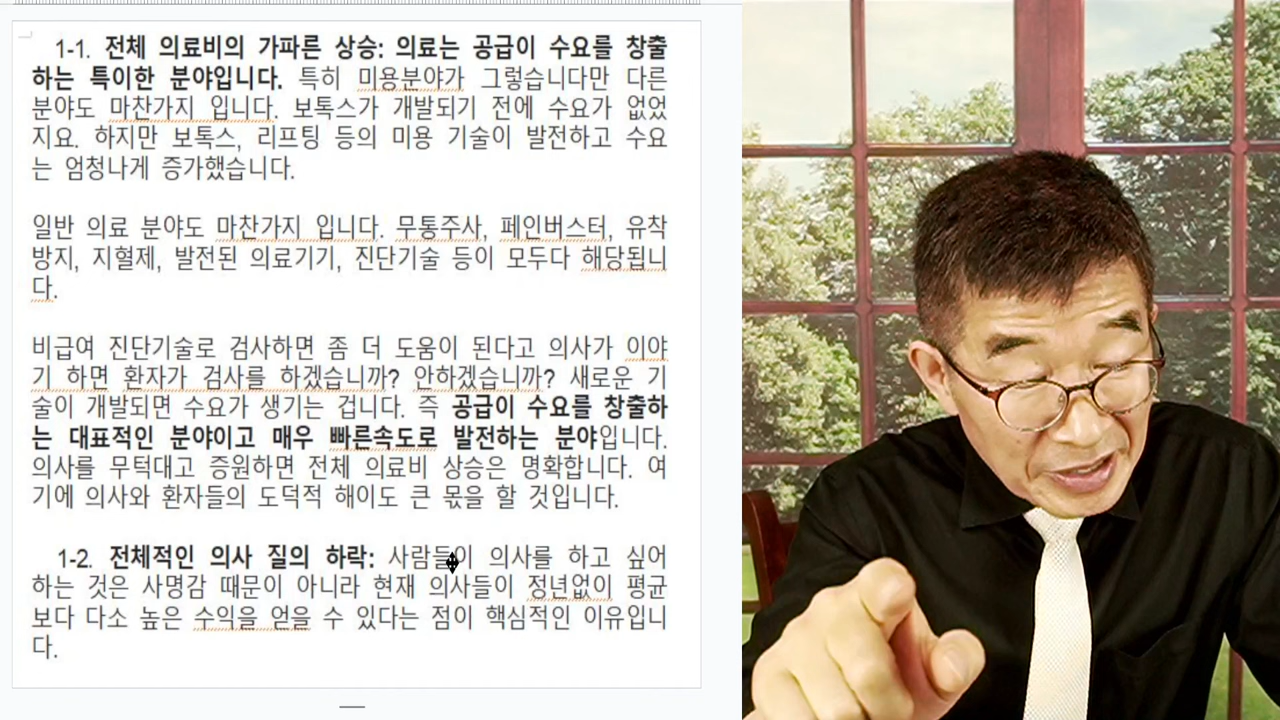 1-1. 전체 의료비의 가파른 상승: 의료는 공급이 수요를 창출
하는 특이한 분야입니다. 특히 미용분야가 그렇습니다만 다른
분야도 마찬가지 입니다. 보톡스가 개발되기 전에 수요가 없었
지요. 하지만 보톡스, 리프팅 등의 미용 기술이 발전하고 수요
는 엄청나게 증가했습니다.
일반 의료 분야도 마찬가지 입니다. 무통주사, 페인버스터, 유착
방지, 지혈제, 발전된 의료기기, 진단기술 등이 모두다 해당됩니
다.
비급여 진단기술로 검사하면 좀 더 도움이 된다고 의사가 이야
기 하면 환자가 검사를 하겠습니까? 안하겠습니까? 새로운 기
술이 개발되면 수요가 생기는 겁니다. 즉 공급이 수요를 창출하
는 대표적인 분야이고 매우 빠른속도로 발전하는 분야입니다.
의사를 무턱대고 증원하면 전체 의료비 상승은 명확합니다. 여
기에 의사와 환자들의 도덕적 해이도 큰 몫을 할 것입니다.
1-2. 전체적인 의사 질의 하락: 사람들이 의사를 하고 싶어
하는 것은 사명감 때문이 아니라 현재 의사들이 정년없이 평균
보다 다소 높은 수익을 얻을 수 있다는 점이 핵심적인 이유입니
다.